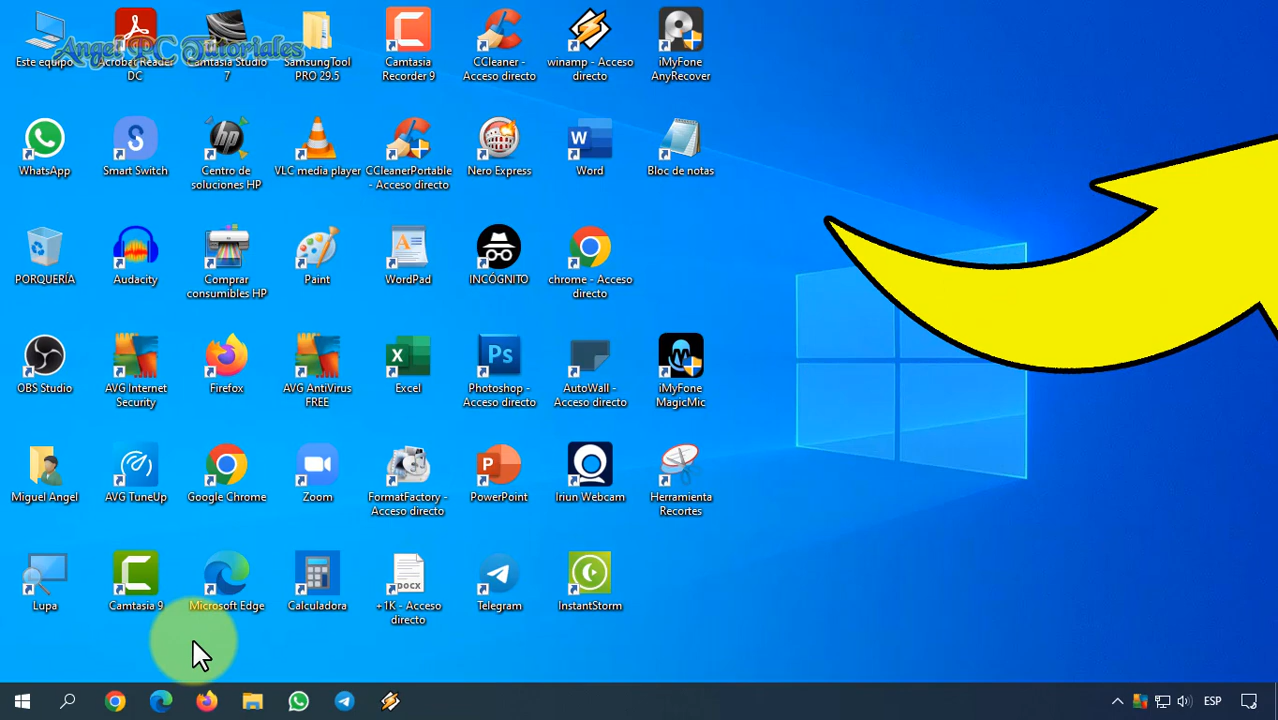 Angel PC Tutoriales
Este equipo
Acrobat Reader
DC
Camtasia Studio
7
SamsungTool
PRO 29.5
Camtasia
Recorder 9
CCleaner -
Acceso directo
winamp - Acceso
directo
iMyFone
AnyRecover
WhatsApp
Smart Switch
Centro de
soluciones HP
VLC media player
CCleanerPortable
- Acceso directo
Nero Express
Word
Bloc de notas
PORQUERÍA
Audacity
Comprar
consumibles HP
Paint
WordPad
INCÓGNITO
chrome - Acceso
directo
OBS Studio
AVG Internet
Security
Firefox
AVG AntiVirus
FREE
Excel
Photoshop -
Acceso directo
AutoWall -
Acceso directo
iMyFone
MagicMic
Miguel Angel
AVG TuneUp
Google Chrome
Zoom
FormatFactory -
Acceso directo
PowerPoint
Iriun Webcam
Herramienta
Recortes
Lupa
Camtasia 9
Microsoft Edge
Calculadora
DOCX
+1K - Acceso
directo
Telegram
InstantStorm
ESP